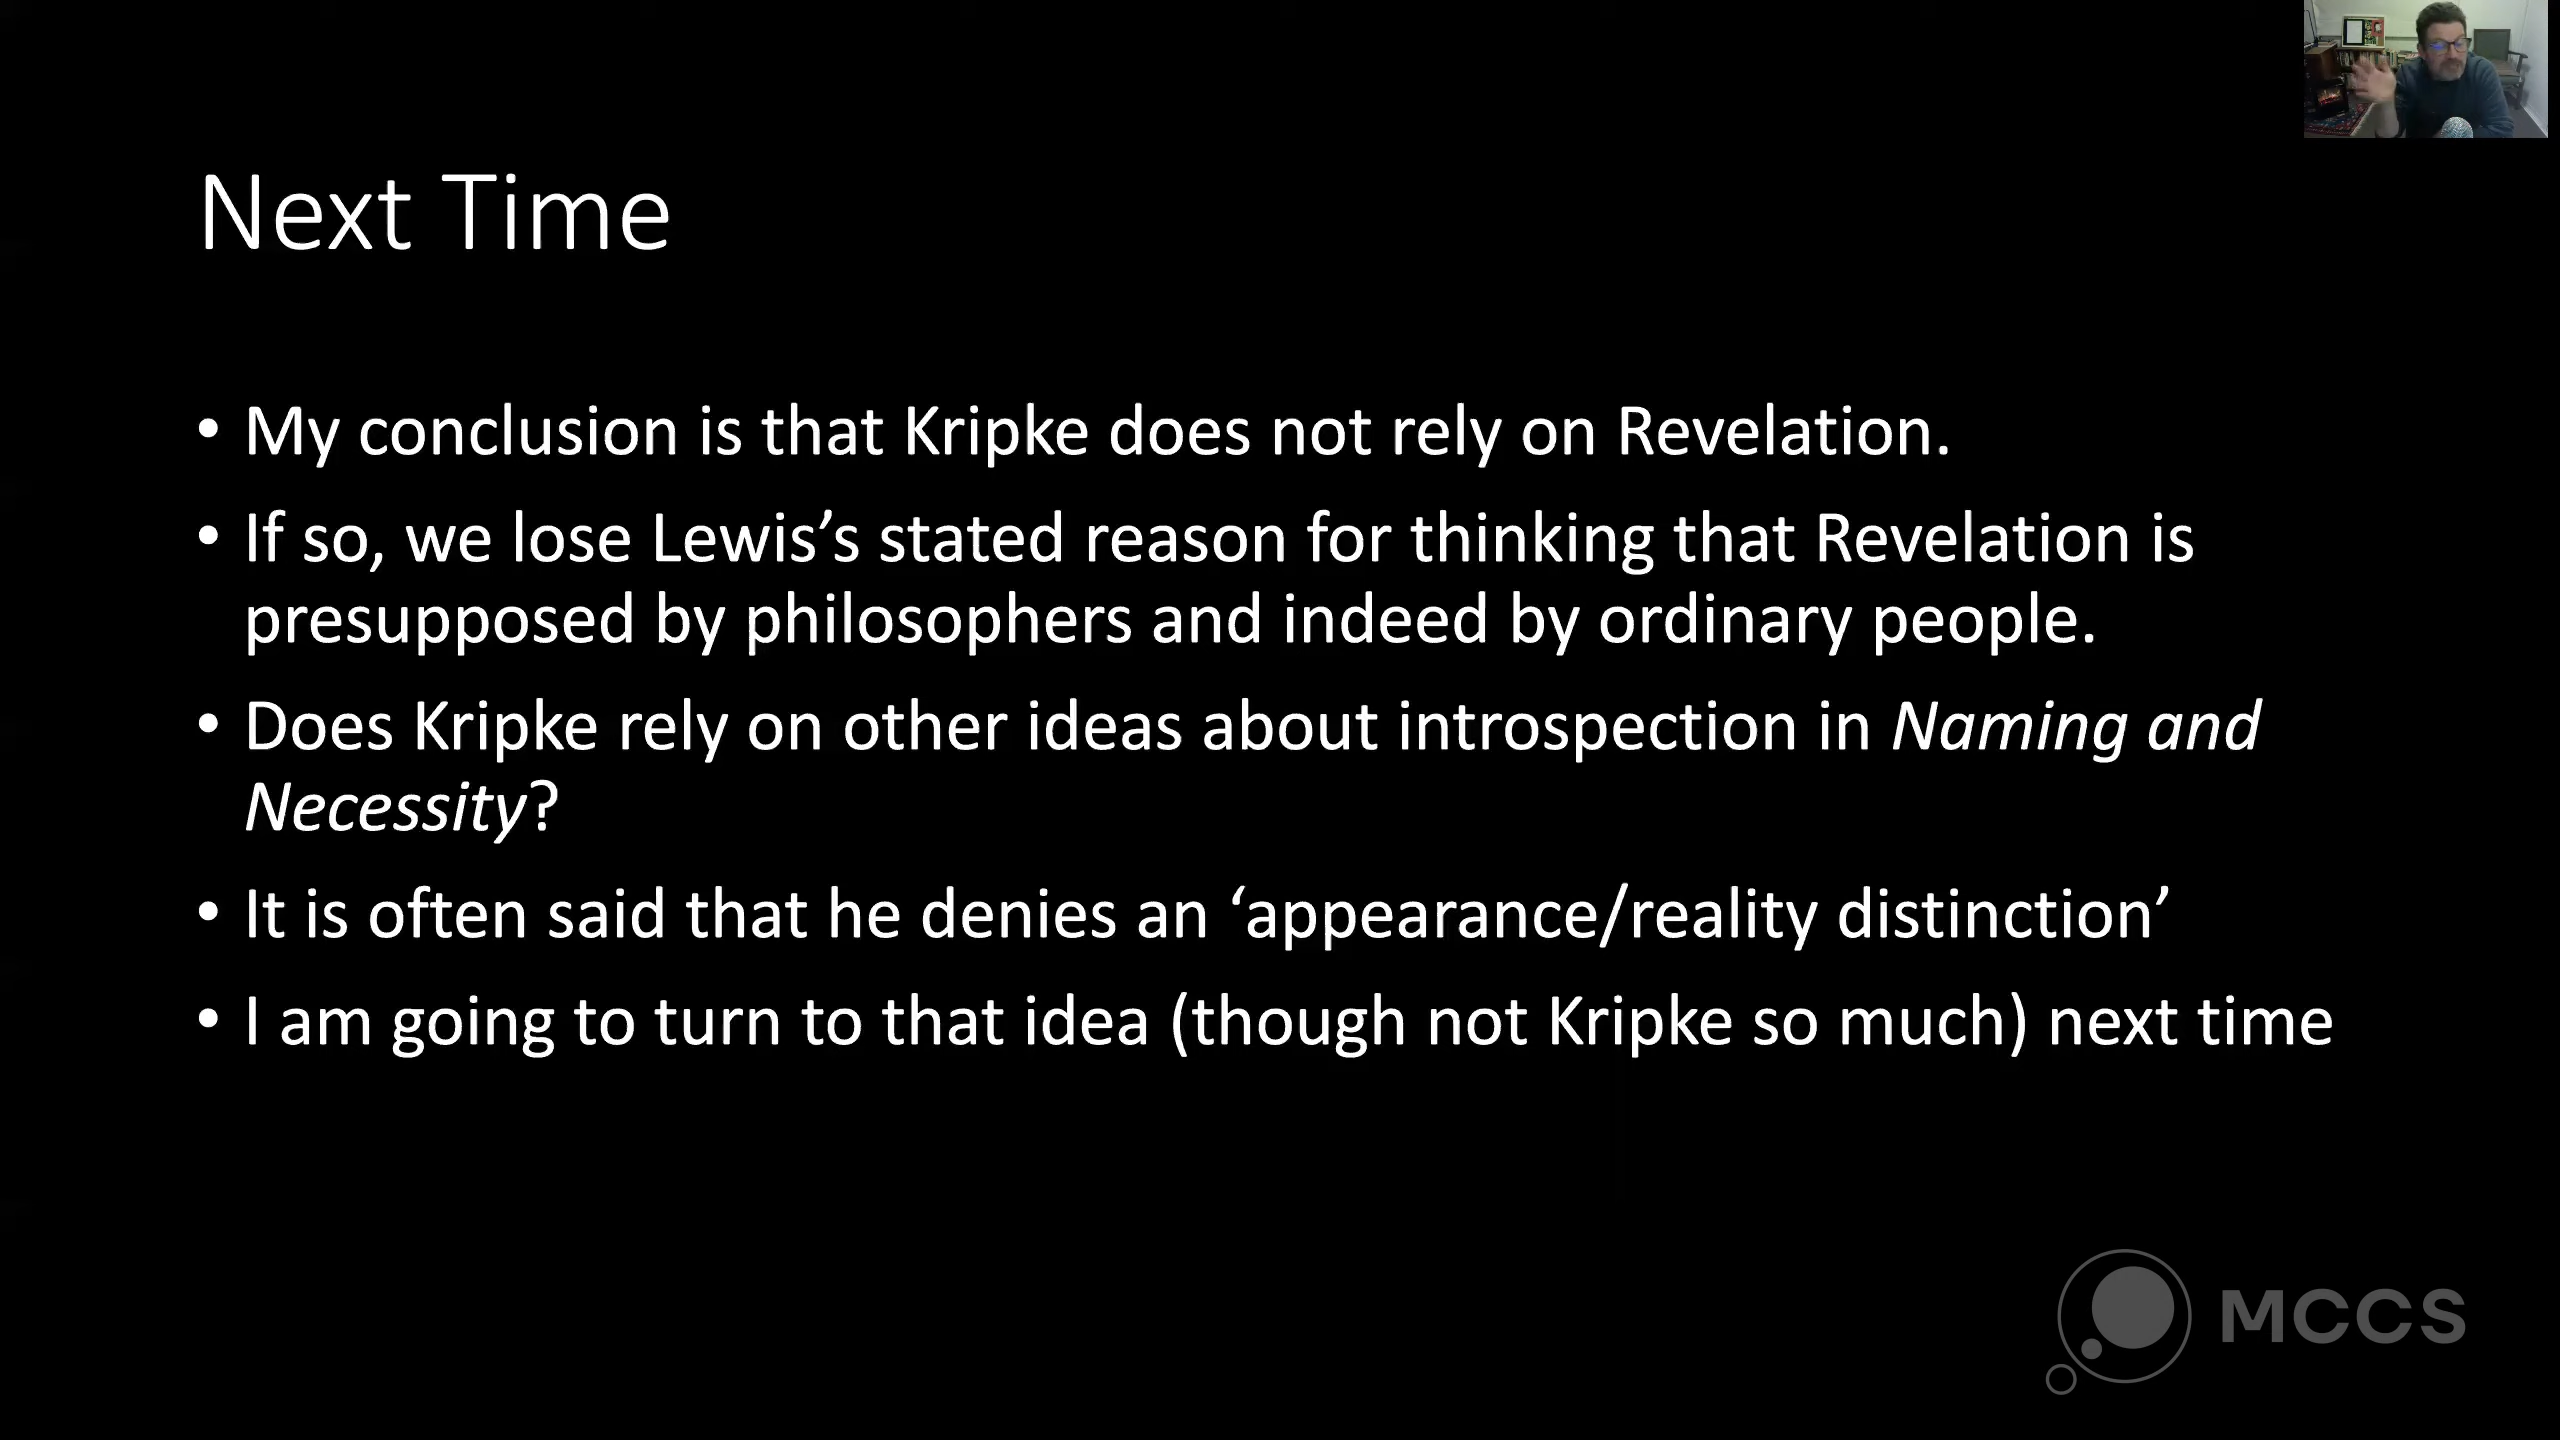 Next Time
• My conclusion is that Kripke does not rely on Revelation.
• If so, we lose Lewis’s stated reason for thinking that Revelation is
presupposed by philosophers and indeed by ordinary people.
• Does Kripke rely on other ideas about introspection in Naming and
Necessity?
• It is often said that he denies an ‘appearance/reality distinction’
• I am going to turn to that idea (though not Kripke so much) next time
MCCS